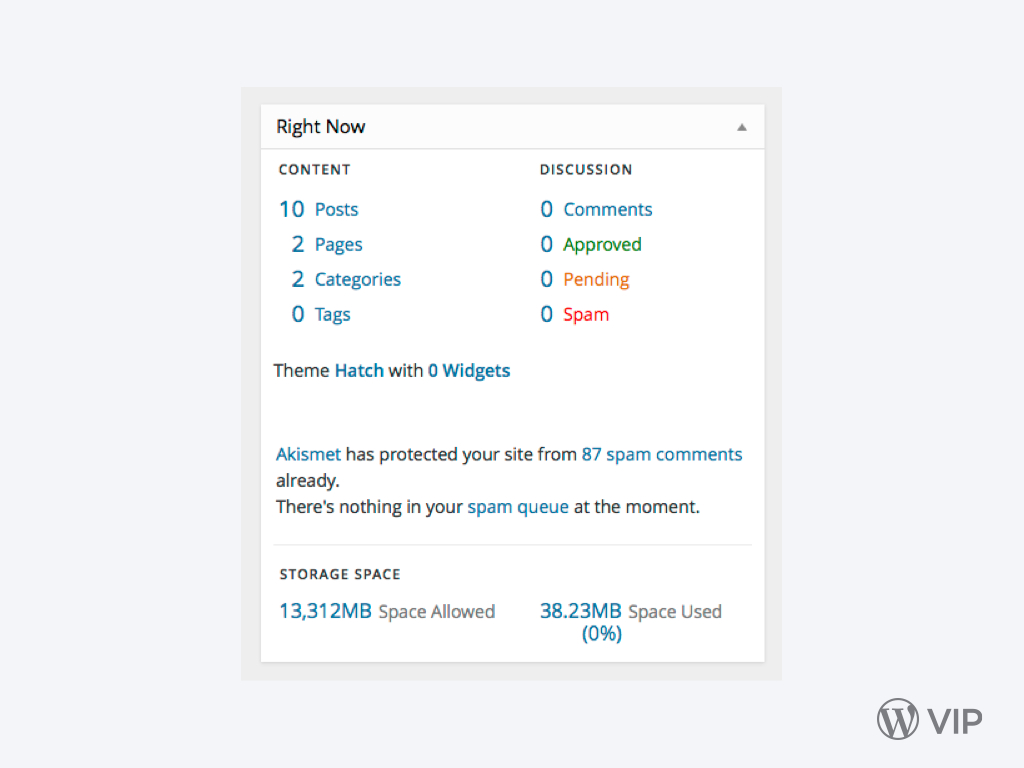 Right Now
CONTENT
10 Posts
2 Pages
2 Categories
0 Tags
DISCUSSION
0 Comments
0 Approved
0 Pending
0 Spam
Theme Hatch with 0 Widgets
Akismet has protected your site from 87 spam comments
already.
There's nothing in your spam queue at the moment.
STORAGE SPACE
13,312MB Space Allowed
38.23MB Space Used
(0%)
VIP